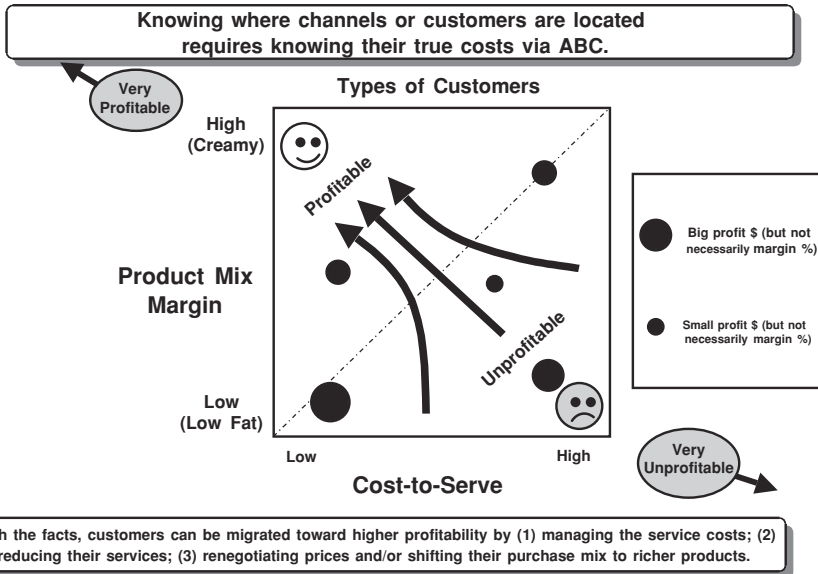 Knowing where channels or customers are located
requires knowing their true costs via ABC.
Very
Profitable
Types of Customers
High
(Creamy)
Profitable
Product Mix
Margin
Unprofitable
Low
(Low Fat)
Low
High
Cost-to-Serve
Big profit $ (but not
necessarily margin %)
Small profit $ (but not
necessarily margin %)
Very
Unprofitable
the facts, customers can be migrated toward higher profitability by (1) managing the service costs; (2)
reducing their services; (3) renegotiating prices and/or shifting their purchase mix to richer products.